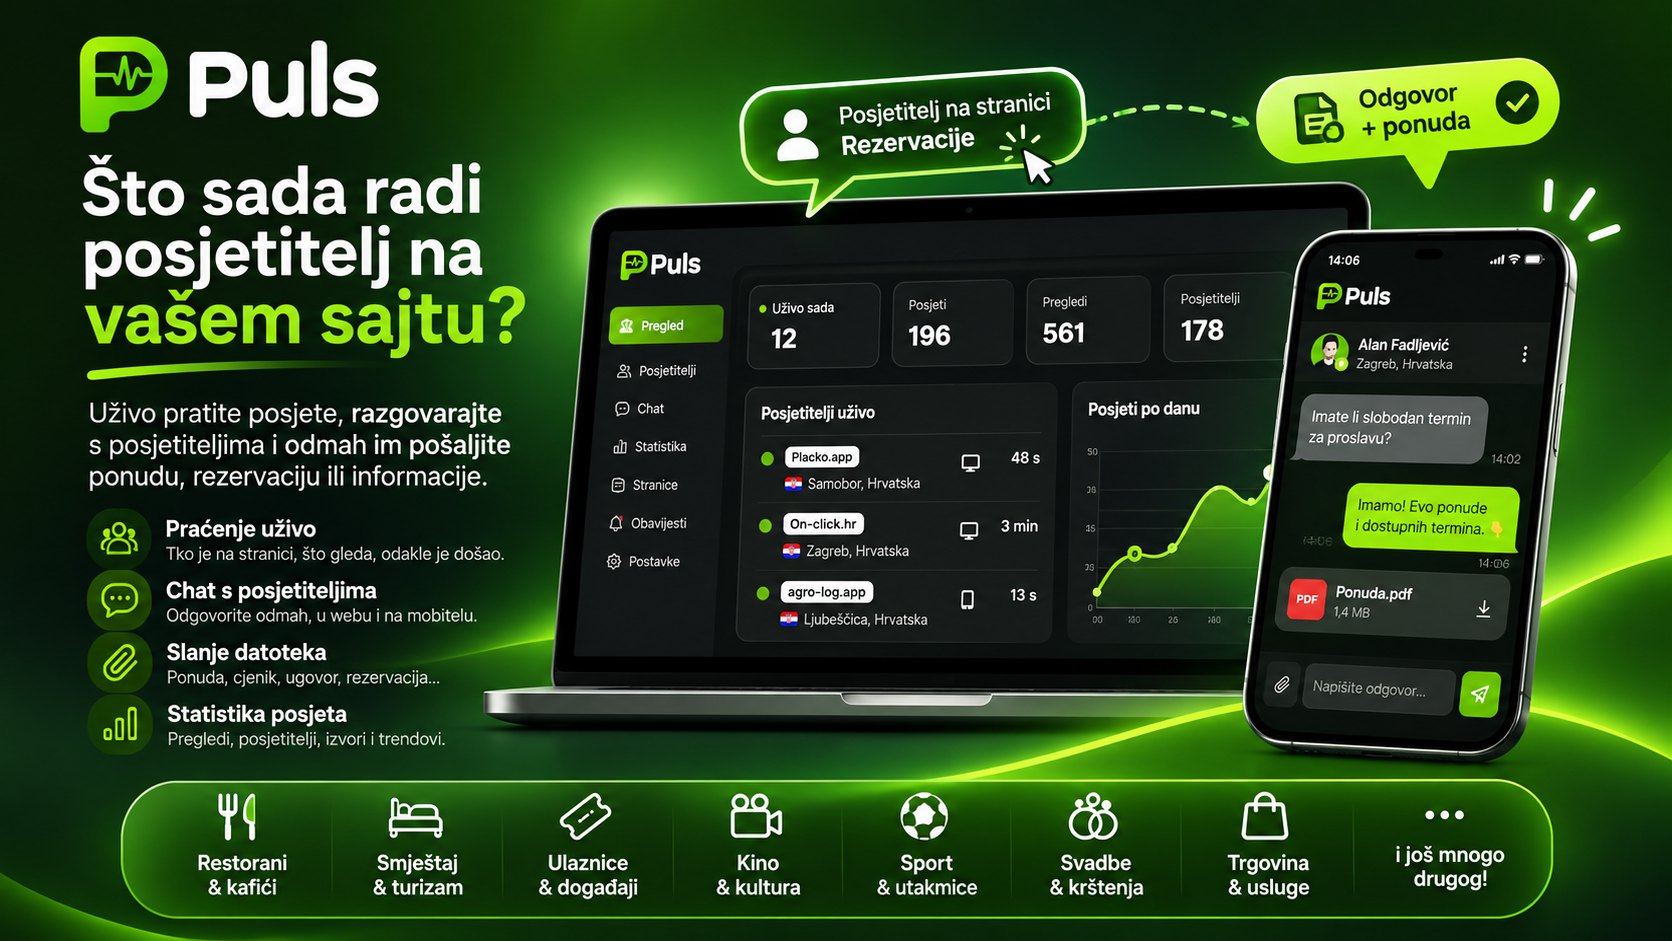 Puls
Što sada radi
posjetitelj na
vašem sajtu?
Uživo pratite posjete, razgovarajte
s posjetiteljima i odmah im pošaljite
ponudu, rezervaciju ili informacije.
Praćenje uživo
Tko je na stranici, što gleda, odakle je došao.
Chat s posjetiteljima
Odgovorite odmah, u webu i na mobitelu.
Slanje datoteka
Ponuda, cjenik, ugovor, rezervacija...
Statistika posjeta
Pregledi, posjetitelji, izvori i trendovi.
Posjetitelj na stranici
Rezervacije
Odgovor
+ ponuda
Puls
Pregled
Posjetitelji
Chat
Statistika
Stranice
Obavijesti
Postavke
Uživo sada
12
Posjeti
196
Pregledi
561
Posjetitelji
178
Posjetitelji uživo
Placko.app
48 s
Samobor, Hrvatska
On-click.hr
3 min
Zagreb, Hrvatska
agro-log.app
13 s
Ljubeščica, Hrvatska
Posjeti po danu
50
0
14:06
Puls
Alan Fadljević
Zagreb, Hrvatska
Imate li slobodan termin
za proslavu?
14:02
Imamo! Evo ponude
i dostupnih termina.
14:06
PDF
Ponuda.pdf
1,4 MB
Napišite odgovor...
Restorani
& kafići
Smještaj
& turizam
Ulaznice
& događaji
Kino
& kultura
Sport
& utakmice
Svadbe
& krštenja
Trgovina
& usluge
i još mnogo
drugog!